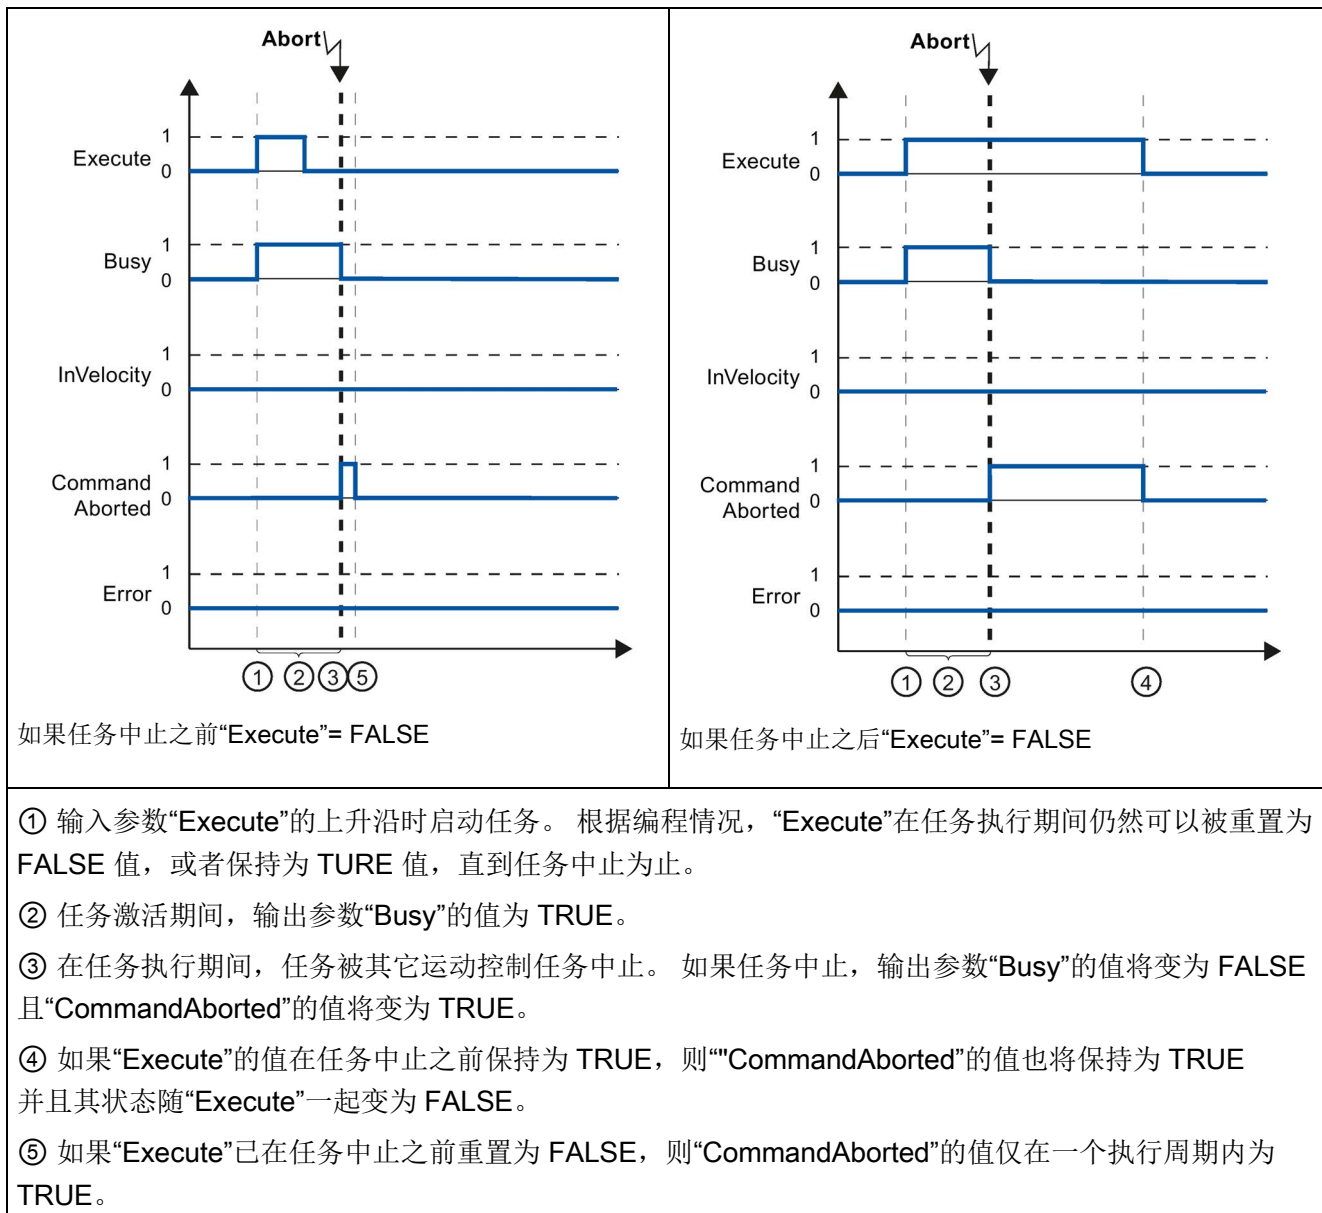 Abort
1
Execute 0
1
Busy 0
1
InVelocity 0
1
Command
Aborted 0
1
Error 0
① ② ③ ⑤
如果任务中止之前“Execute”= FALSE
Abort
1
Execute 0
1
Busy 0
1
InVelocity 0
1
Command
Aborted 0
1
Error 0
① ② ③ ④
如果任务中止之后“Execute”= FALSE
① 输入参数“Execute”的上升沿时启动任务。 根据编程情况，“Execute”在任务执行期间仍然可以被重置为
FALSE 值，或者保持为 TURE 值，直到任务中止为止。
② 任务激活期间，输出参数“Busy”的值为 TRUE。
③ 在任务执行期间，任务被其它运动控制任务中止。 如果任务中止，输出参数“Busy”的值将变为 FALSE
且“CommandAborted”的值将变为 TRUE。
④ 如果“Execute”的值在任务中止之前保持为 TRUE，则“"CommandAborted”的值也将保持为 TRUE
并且其状态随“Execute”一起变为 FALSE。
⑤ 如果“Execute”已在任务中止之前重置为 FALSE，则“CommandAborted”的值仅在一个执行周期内为
TRUE。